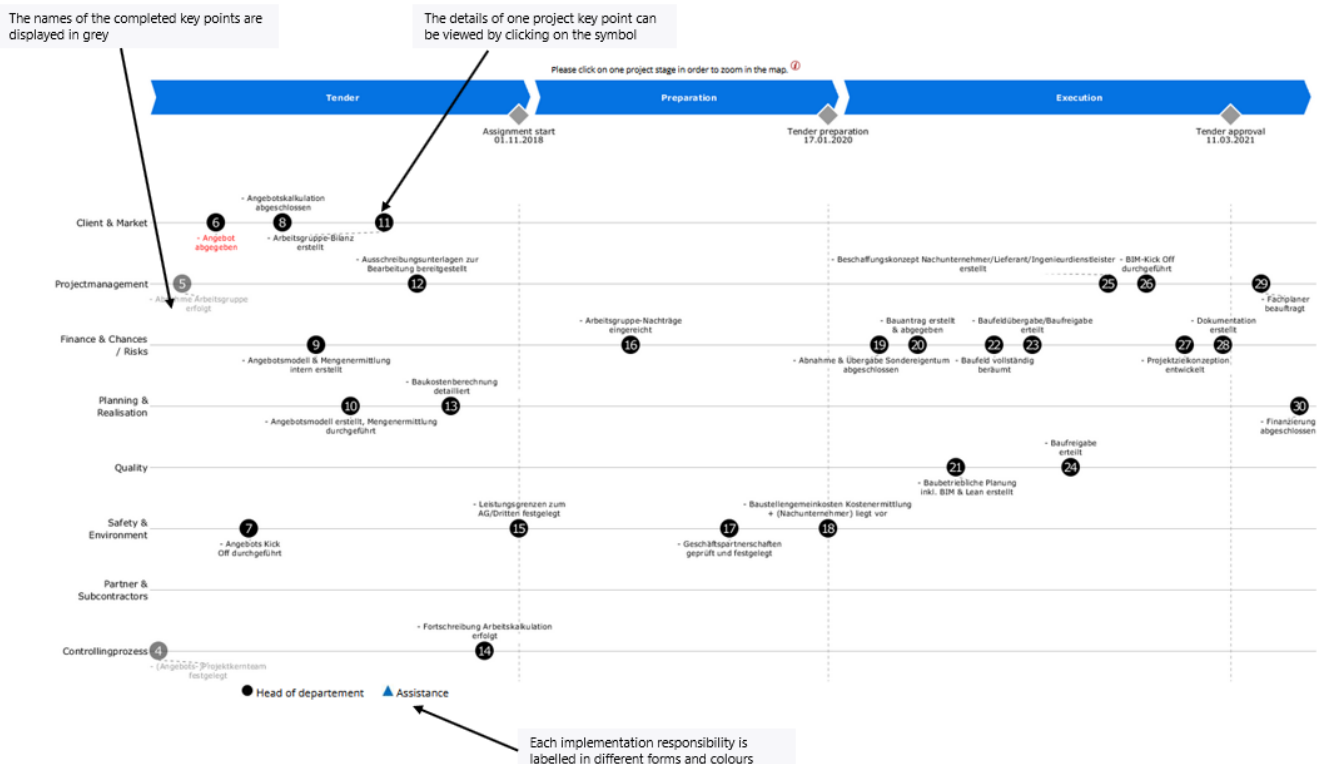 The names of the completed key points are
displayed in grey
The details of one project key point can
be viewed by clicking on the symbol
Please click on one project stage in order to zoom in the map. i
Tender
Preparation
Execution
Assignment start
01.11.2018
Tender preparation
17.01.2020
Tender approval
11.03.2021
Client & Market
6
- Angebot
abgegeben
- Angebotskalkulation
abgeschlossen
8
- Arbeitsgruppe-Bilanz
erstellt
11
Projectmanagement
5
- Abnahme Arbeitsgruppe
erfolgt
- Ausschreibungsunterlagen zur
Bearbeitung bereitgestellt
12
- Beschaffungskonzept Nachunternehmer/Lieferant/Ingenieurdienstleister
erstellt
25
- BIM-Kick Off
durchgeführt
26
29
- Fachplaner
beauftragt
Finance & Chances
/ Risks
9
- Angebotsmodell & Mengenermittlung
intern erstellt
- Arbeitsgruppe-Nachträge
eingereicht
16
19
- Abnahme & Übergabe Sondereigentum
abgeschlossen
- Bauantrag erstellt
& abgegeben
20
22
- Baufeld vollständig
beräumt
- Baufeldübergabe/Baufreigabe
erteilt
23
27
- Projektzielkonzeption
entwickelt
- Dokumentation
erstellt
28
Planning &
Realisation
10
- Angebotsmodell erstellt, Mengenermittlung
durchgeführt
- Baukostenberechnung
detailliert
13
30
- Finanzierung
abgeschlossen
Quality
21
- Baubetriebliche Planung
inkl. BIM & Lean erstellt
- Baufreigabe
erteilt
24
Safety &
Environment
7
- Angebots Kick
Off durchgeführt
- Leistungsgrenzen zum
AG/Dritten festgelegt
15
17
- Geschäftspartnerschaften
geprüft und festgelegt
- Baustellengemeinkosten Kostenermittlung
+ (Nachunternehmer) liegt vor
18
Partner &
Subcontractors
Controllingprozess
4
- (Angebots-)Projektkernteam
festgelegt
- Fortschreibung Arbeitskalkulation
erfolgt
14
Head of departement
Assistance
Each implementation responsibility is
labelled in different forms and colours